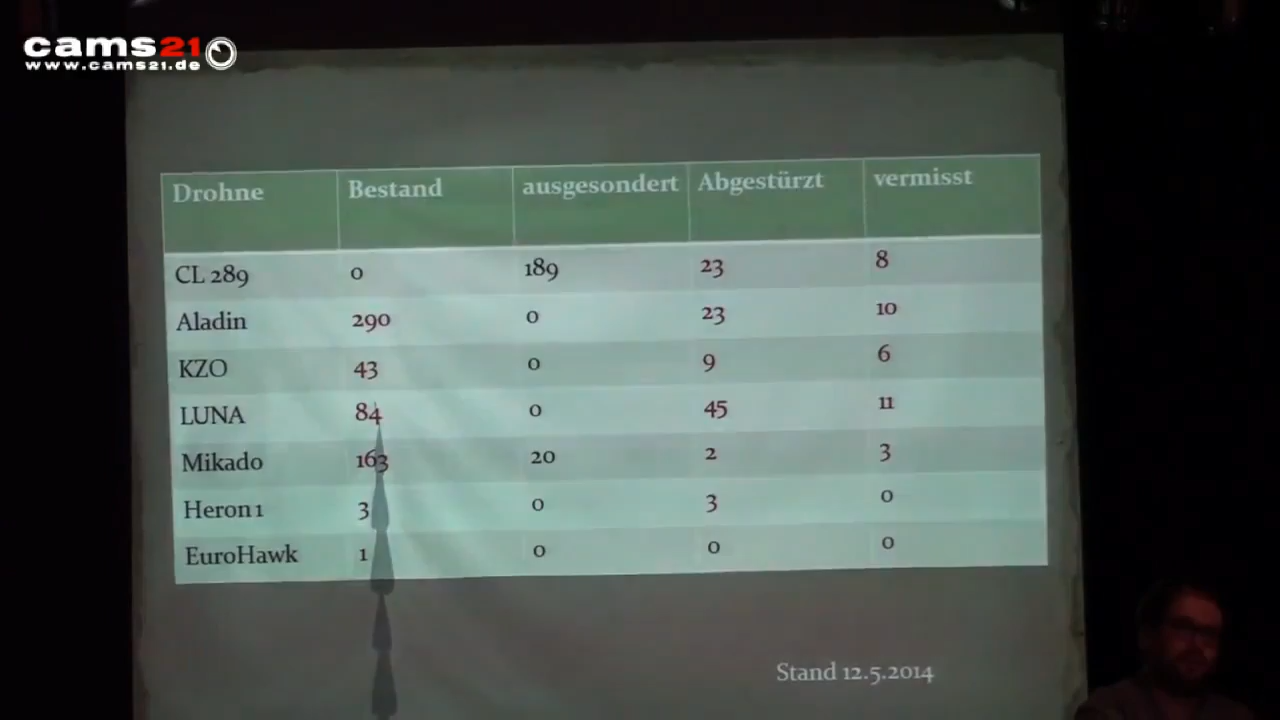 cams21
www.cams21.de
Drohne Bestand ausgesondert Abgestürzt vermisst
CL 289 0 189 23 8
Aladin 290 0 23 10
KZO 43 0 9 6
LUNA 84 0 45 11
Mikado 163 20 2 3
Heron 1 3 0 3 0
EuroHawk 1 0 0 0
Stand 12.5.2014